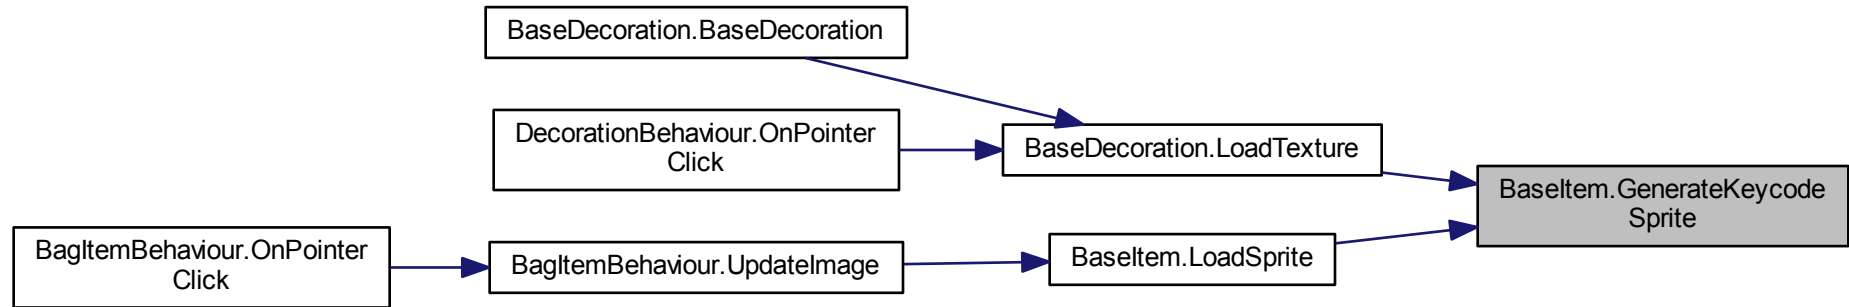 BaseDecoration.BaseDecoration
DecorationBehaviour.OnPointer
Click
BaseDecoration.LoadTexture
BaseItem.GenerateKeycode
Sprite
BagItemBehaviour.OnPointer
Click
BagItemBehaviour.UpdateImage
BaseItem.LoadSprite